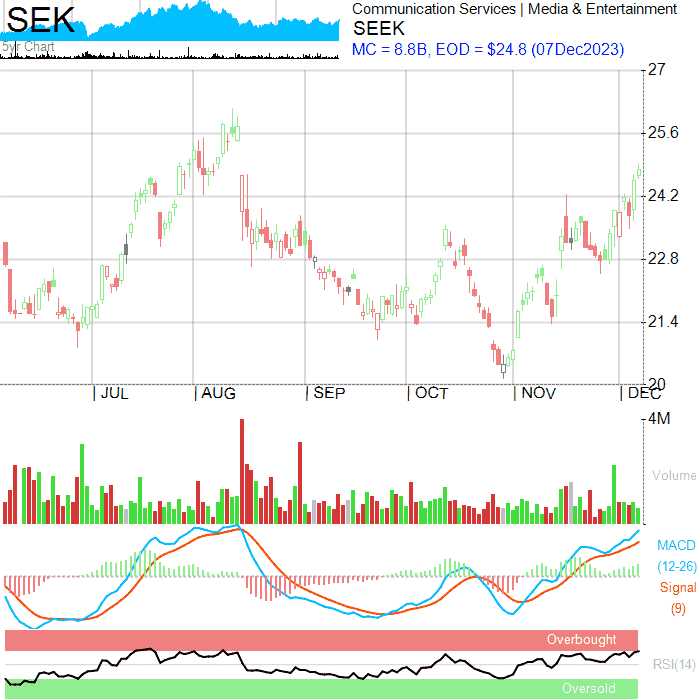 SEK
5yr Chart
Communication Services | Media & Entertainment
SEEK
MC = 8.8B, EOD = $24.8 (07Dec2023)
27
25.6
24.2
22.8
21.4
20
| JUL | AUG | SEP | OCT | NOV | DEC
4M
Volume
MACD
(12-26)
Signal
(9)
Overbought
RSI(14)
Oversold